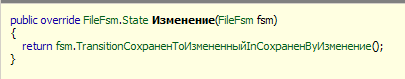 public override FileFsm.State Изменение(FileFsm fsm)
{
return fsm.TransitionСохраненToИзмененныйInСохраненByИзменение();
}